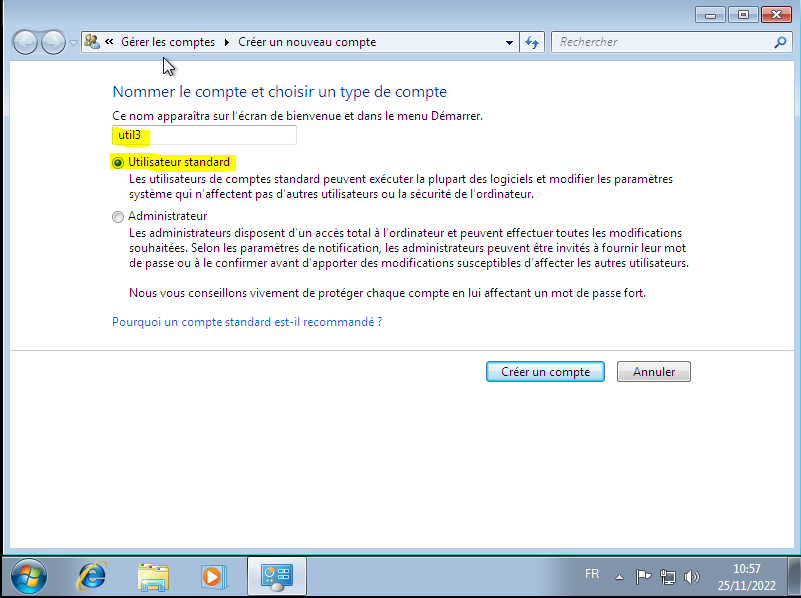 « Gérer les comptes Créer un nouveau compte Rechercher
Nommer le compte et choisir un type de compte
Ce nom apparaîtra sur l'écran de bienvenue et dans le menu Démarrer.
util3
Utilisateur standard
Les utilisateurs de comptes standard peuvent exécuter la plupart des logiciels et modifier les paramètres
système qui n'affectent pas d'autres utilisateurs ou la sécurité de l'ordinateur.
Administrateur
Les administrateurs disposent d'un accès total à l'ordinateur et peuvent effectuer toutes les modifications
souhaitées. Selon les paramètres de notification, les administrateurs peuvent être invités à fournir leur mot
de passe ou à le confirmer avant d'apporter des modifications susceptibles d'affecter les autres utilisateurs.
Nous vous conseillons vivement de protéger chaque compte en lui affectant un mot de passe fort.
Pourquoi un compte standard est-il recommandé ?
Créer un compte Annuler
FR 10:57
25/11/2022